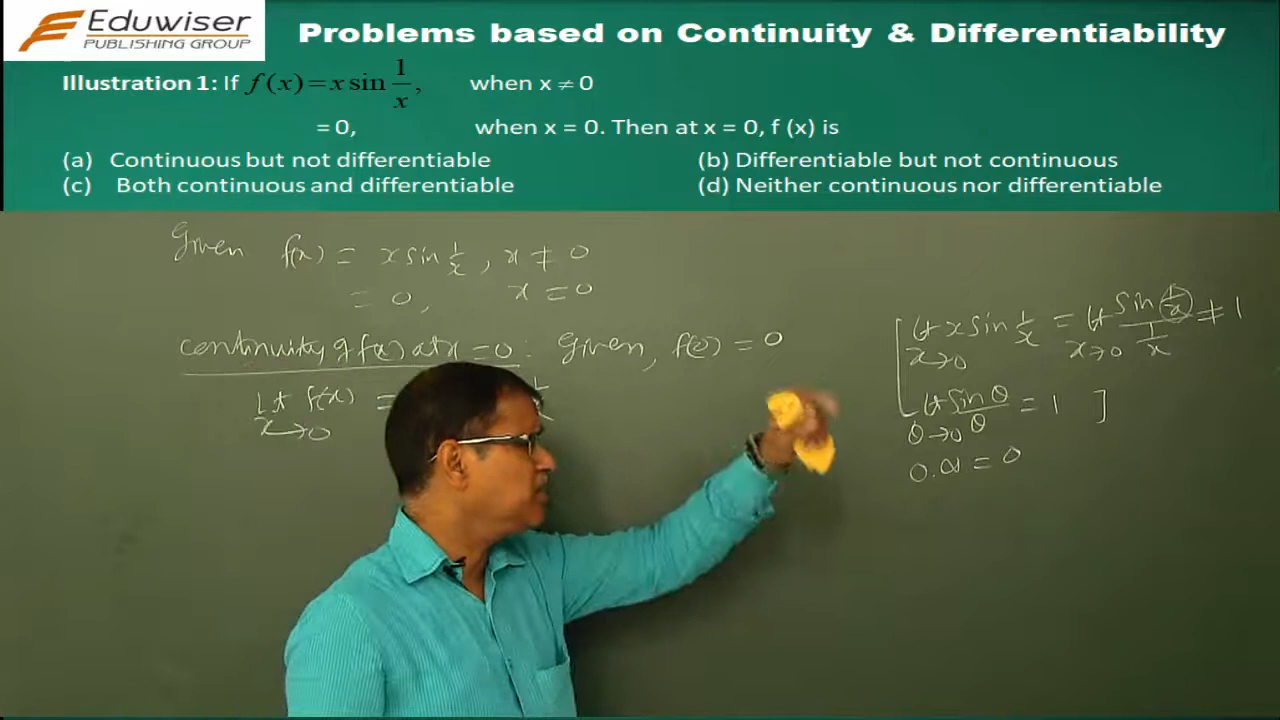 Eduwiser
PUBLISHING GROUP
Problems based on Continuity & Differentiability
Illustration 1: If f(x) = x sin 1/x, when x ≠ 0
= 0, when x = 0. Then at x = 0, f (x) is
(a) Continuous but not differentiable (b) Differentiable but not continuous
(c) Both continuous and differentiable (d) Neither continuous nor differentiable
Given f(x) = x sin 1/x, x ≠ 0
= 0, x = 0
continuity of f(x) at x = 0 : Given, f(0) = 0
lt x→0 f(x) =
[ lt x→0 x sin 1/x = lt x→0 sin(1/x) / 1/x ≠ 1
lt θ→0 sin θ / θ = 1 ]
= 0